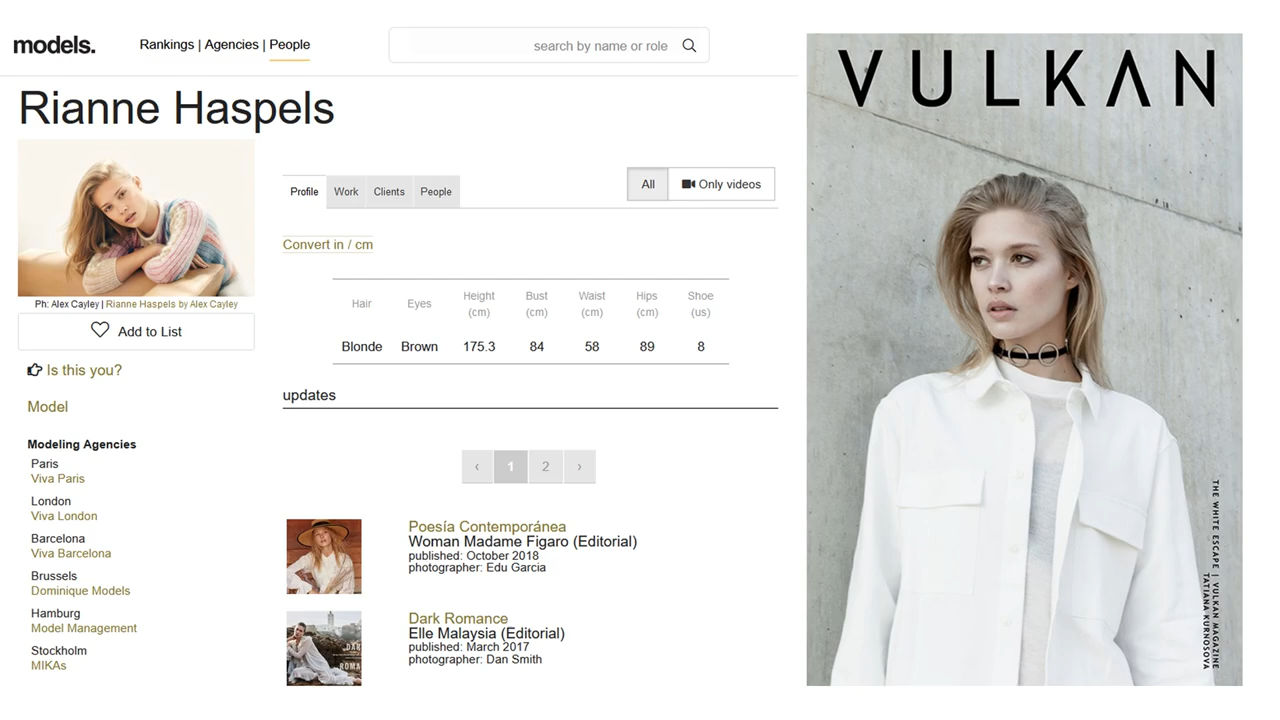 models.
Rankings | Agencies | People
search by name or role
Rianne Haspels
Ph: Alex Cayley | Rianne Haspels by Alex Cayley
Add to List
Is this you?
Model
Modeling Agencies
Paris
Viva Paris
London
Viva London
Barcelona
Viva Barcelona
Brussels
Dominique Models
Hamburg
Model Management
Stockholm
MIKAs
Profile Work Clients People
All Only videos
Convert in / cm
Hair Eyes Height (cm) Bust (cm) Waist (cm) Hips (cm) Shoe (us)
Blonde Brown 175.3 84 58 89 8
updates
‹ 1 2 ›
Poesía Contemporánea
Woman Madame Figaro (Editorial)
published: October 2018
photographer: Edu Garcia
DAR
ROMA
Dark Romance
Elle Malaysia (Editorial)
published: March 2017
photographer: Dan Smith
VULKAN
THE WHITE ESCAPE | VULKAN MAGAZINE
TATIANA KURNOSOVA